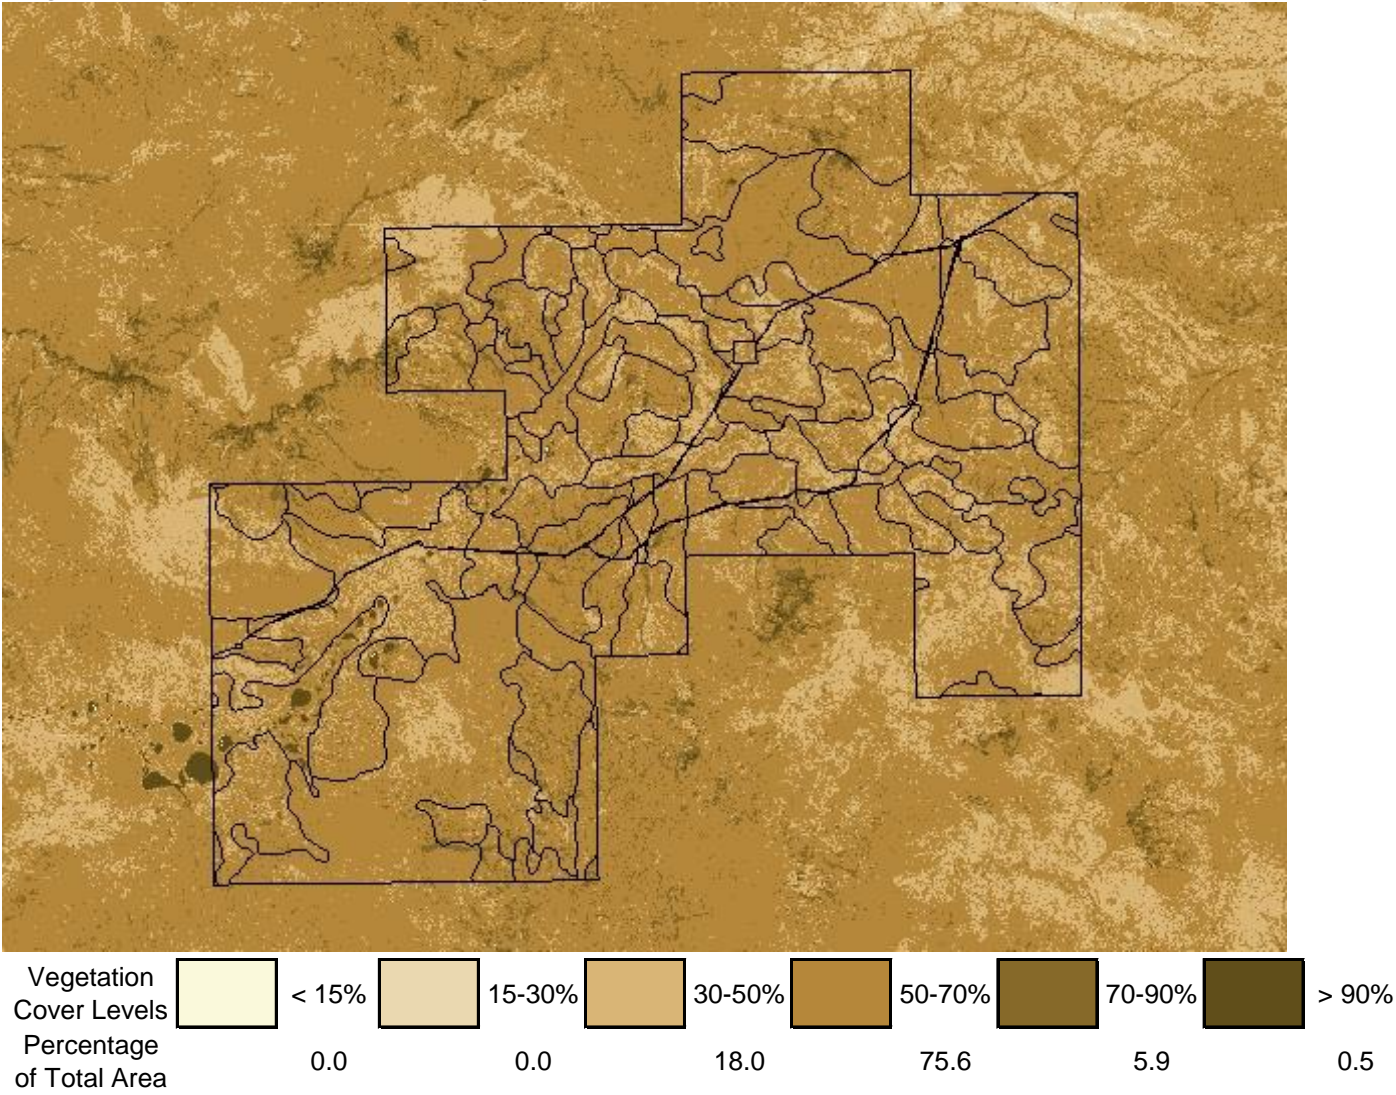 Vegetation
Cover Levels
< 15% 15-30% 30-50% 50-70% 70-90% > 90%
Percentage
of Total Area
0.0 0.0 18.0 75.6 5.9 0.5